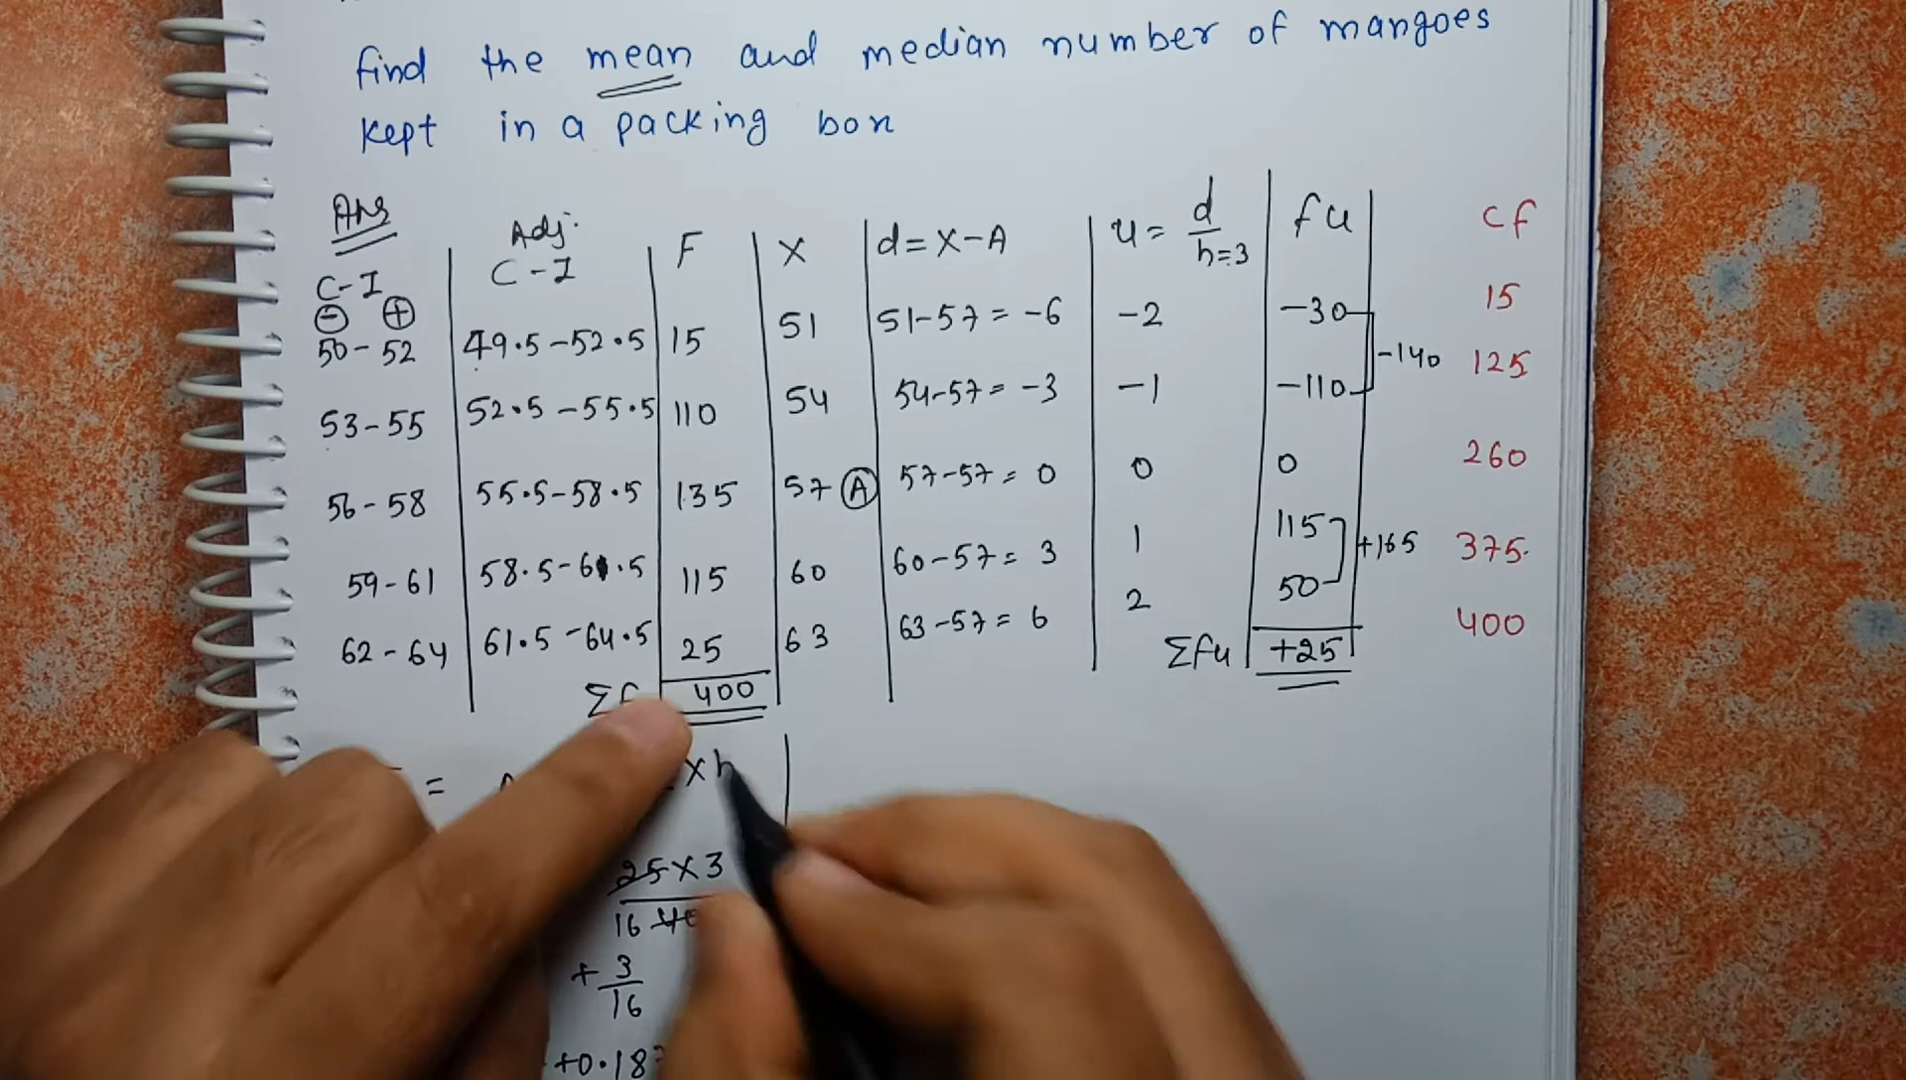 find the mean and median number of mangoes
kept in a packing box
Ans
C-I Adj. C-I F X d=X-A u=d/h=3 fu cf
⊖ ⊕
50-52 49.5-52.5 15 51 51-57=-6 -2 -30 15
-140
53-55 52.5-55.5 110 54 54-57=-3 -1 -110 125
56-58 55.5-58.5 135 57 Ⓐ 57-57=0 0 0 260
59-61 58.5-61.5 115 60 60-57=3 1 115 375
+165
62-64 61.5-64.5 25 63 63-57=6 2 50 400
Σf 400 Σfu +25
= ×h
25×3
16
+ 3/16
+0.187